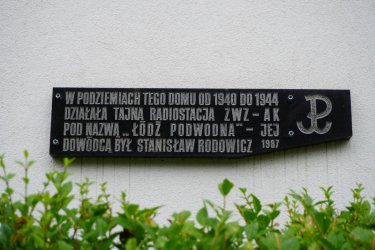 W PODZIEMIACH TEGO DOMU OD 1940 DO 1944
DZIAŁAŁA TAJNA RADIOSTACJA ZWZ – AK
POD NAZWĄ „ŁÓDŹ PODWODNA" – JEJ
DOWÓDCĄ BYŁ STANISŁAW RODOWICZ 1987